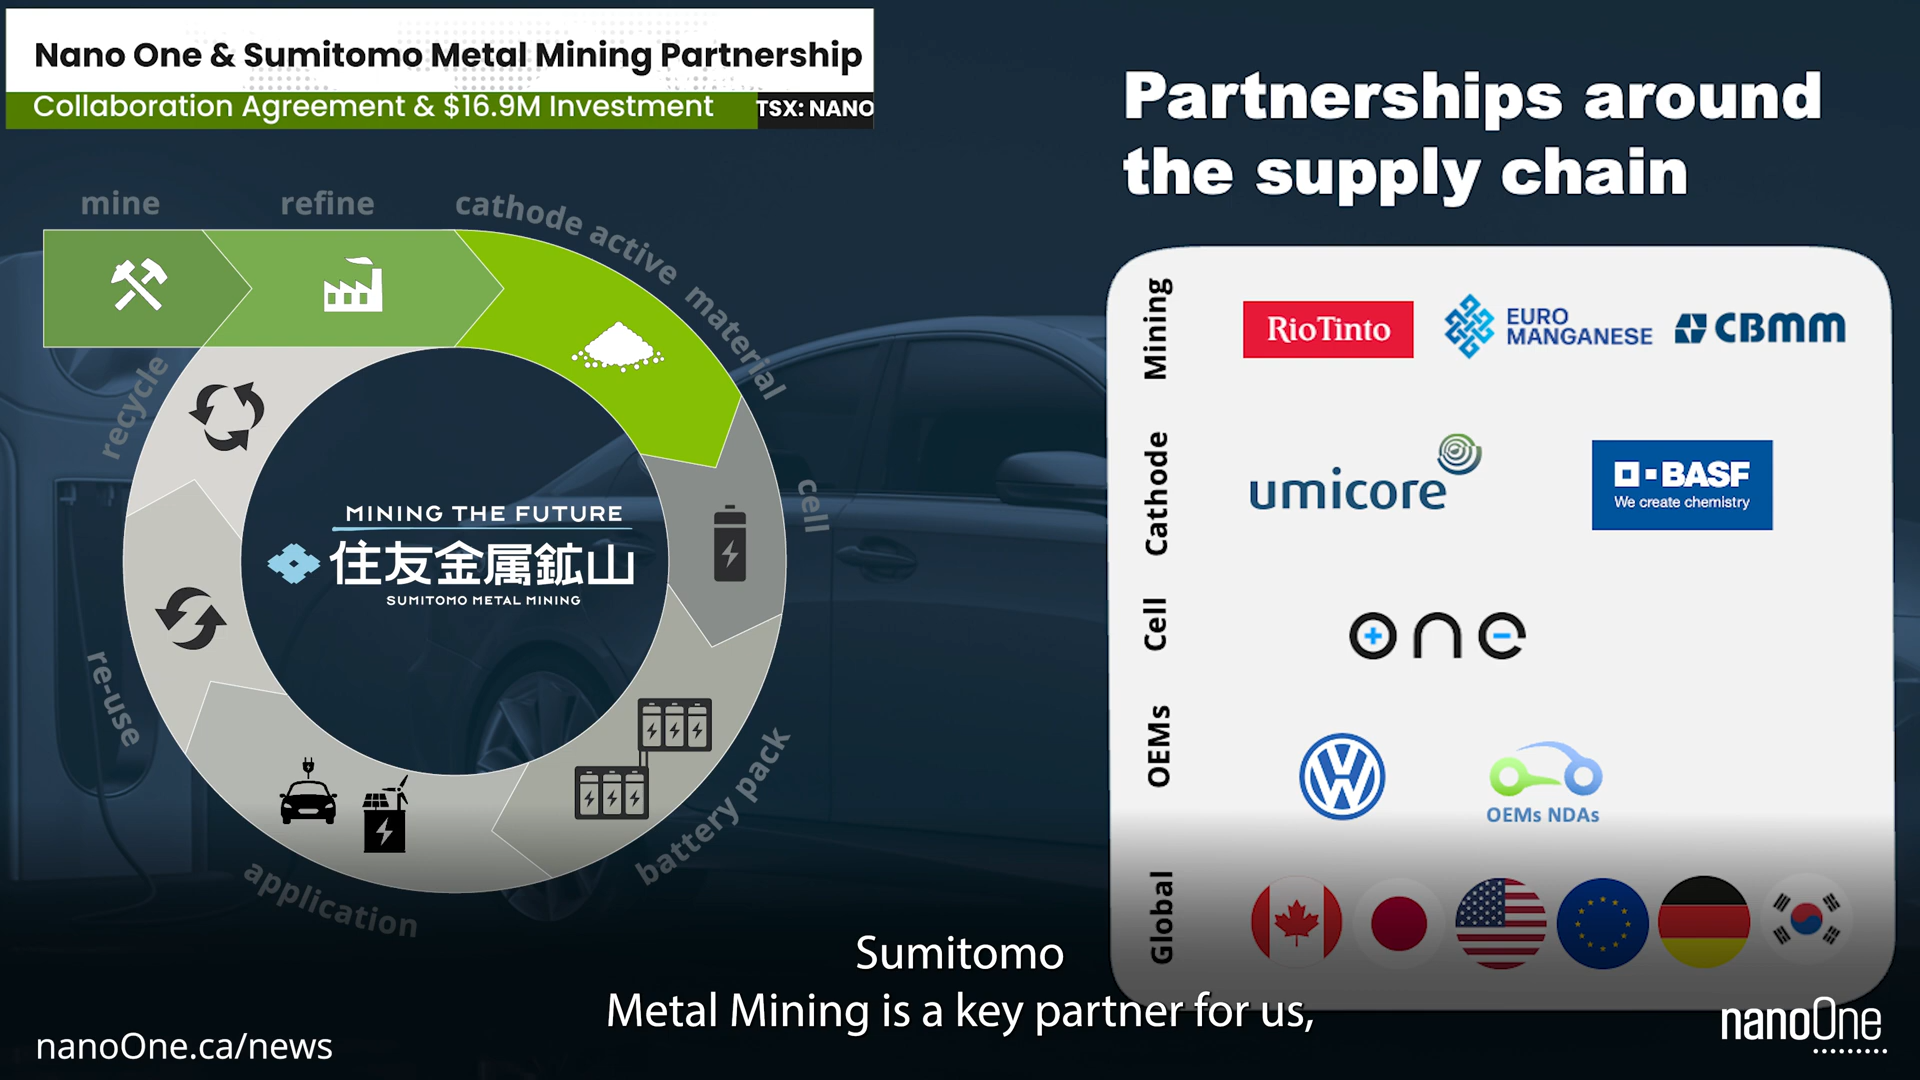 Nano One & Sumitomo Metal Mining Partnership
Collaboration Agreement & $16.9M Investment
TSX: NANO
Partnerships around
the supply chain
mine
refine
cathode active material
cell
battery pack
application
re-use
recycle
MINING THE FUTURE
住友金属鉱山
SUMITOMO METAL MINING
Mining
RioTinto
EURO
MANGANESE
CBMM
Cathode
umicore
BASF
We create chemistry
Cell
one
OEMs
VW
OEMs NDAs
Global
Sumitomo
Metal Mining is a key partner for us,
nanoOne.ca/news
nanoOne